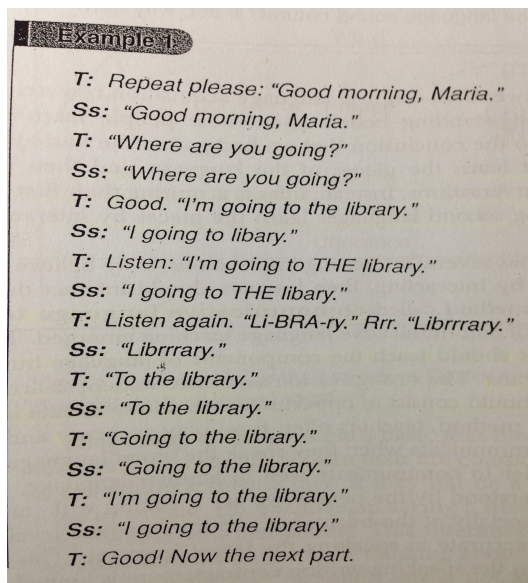 Example 1
T: Repeat please: "Good morning, Maria."
Ss: "Good morning, Maria."
T: "Where are you going?"
Ss: "Where are you going?"
T: Good. "I'm going to the library."
Ss: "I going to libary."
T: Listen: "I'm going to THE library."
Ss: "I going to THE libary."
T: Listen again. "Li-BRA-ry." Rrr. "Librrrary."
Ss: "Librrrary."
T: "To the library."
Ss: "To the library."
T: "Going to the library."
Ss: "Going to the library."
T: "I'm going to the library."
Ss: "I going to the library."
T: Good! Now the next part.